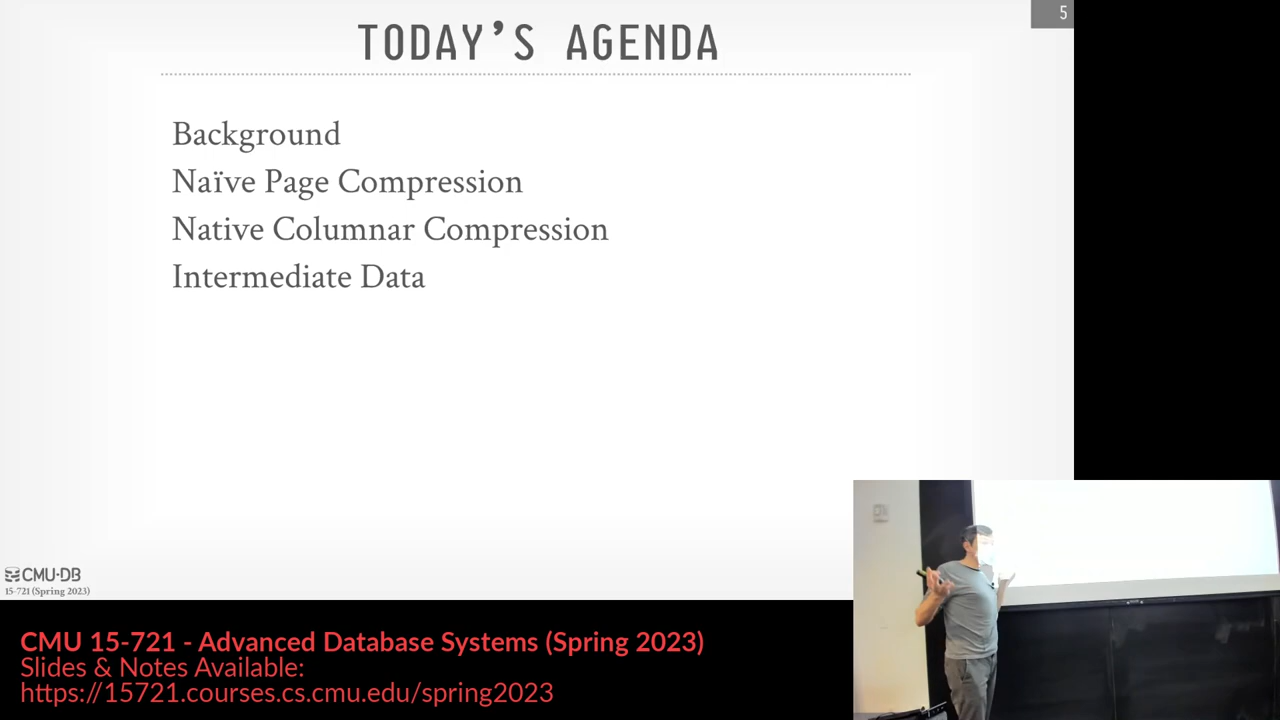 5
TODAY'S AGENDA
Background
Naïve Page Compression
Native Columnar Compression
Intermediate Data
CMU·DB
15-721 (Spring 2023)
CMU 15-721 - Advanced Database Systems (Spring 2023)
Slides & Notes Available:
https://15721.courses.cs.cmu.edu/spring2023